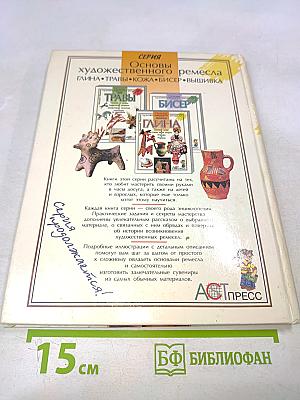 СЕРИЯ
Основы
художественного ремесла
ГЛИНА • ТРАВЫ • КОЖА • БИСЕР • ВЫШИВКА
ТРАВЫ
БИСЕР
ГЛИНА
Книги этой серии рассчитаны на тех,
кто любит мастерить своими руками
в часы досуга, а также на детей
и взрослых, которые еще только
хотят этому научиться.
Каждая книга серии — своего рода энциклопедия.
Практические задания и секреты мастерства
дополнены увлекательным рассказом о выбранном
материале, о связанных с ним обрядах и поверьях,
об истории возникновения
художественных ремесел.
Подробные иллюстрации с детальным описанием
помогут вам шаг за шагом от простого
к сложному овладеть основами ремесла
и самостоятельно
изготовить замечательные сувениры
из самых обычных материалов.
Серия
продолжается!
АСТ
ПРЕСС
15 см
БФ БИБЛИОФАН